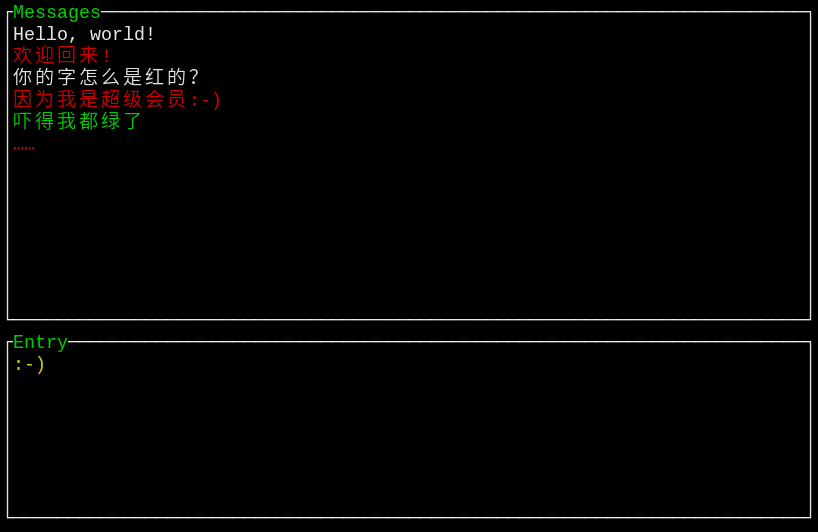 Messages
Hello, world!
欢迎回来!
你的字怎么是红的?
因为我是超级会员:-)
吓得我都绿了
……
Entry
:-)